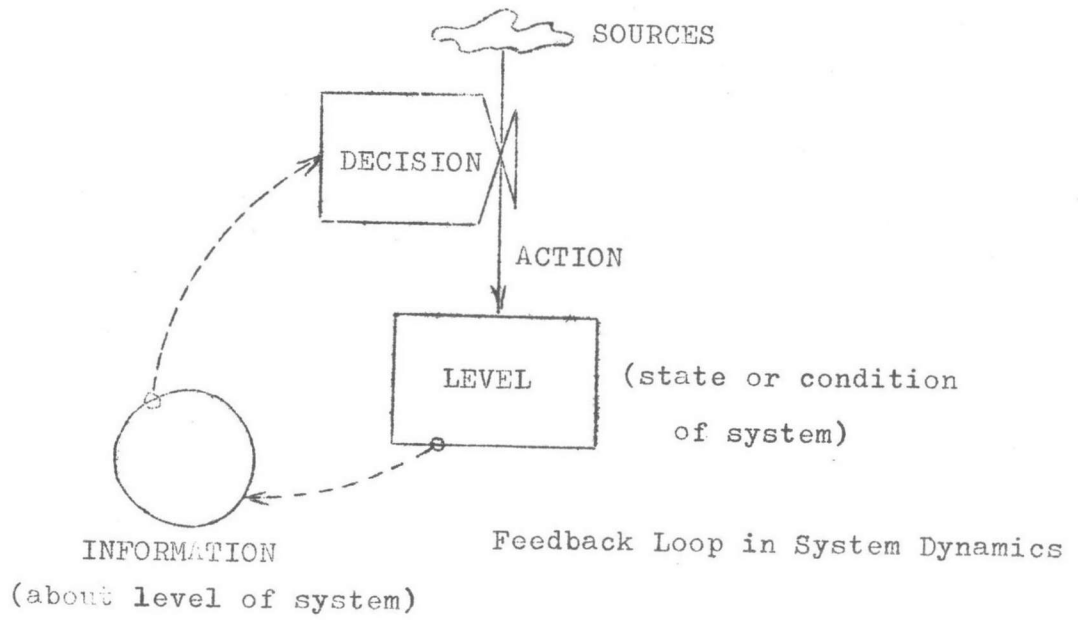 SOURCES
DECISION
ACTION
LEVEL
(state or condition
of system)
INFORMATION
(about level of system)
Feedback Loop in System Dynamics